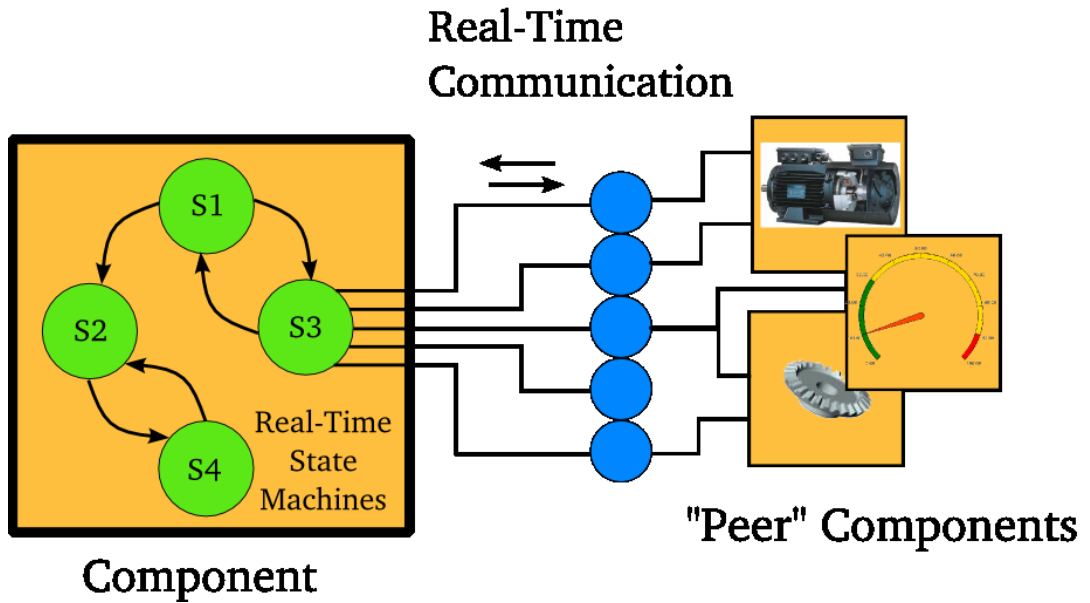 Real-Time
Communication
S1
S2
S3
S4
Real-Time
State
Machines
"Peer" Components
Component